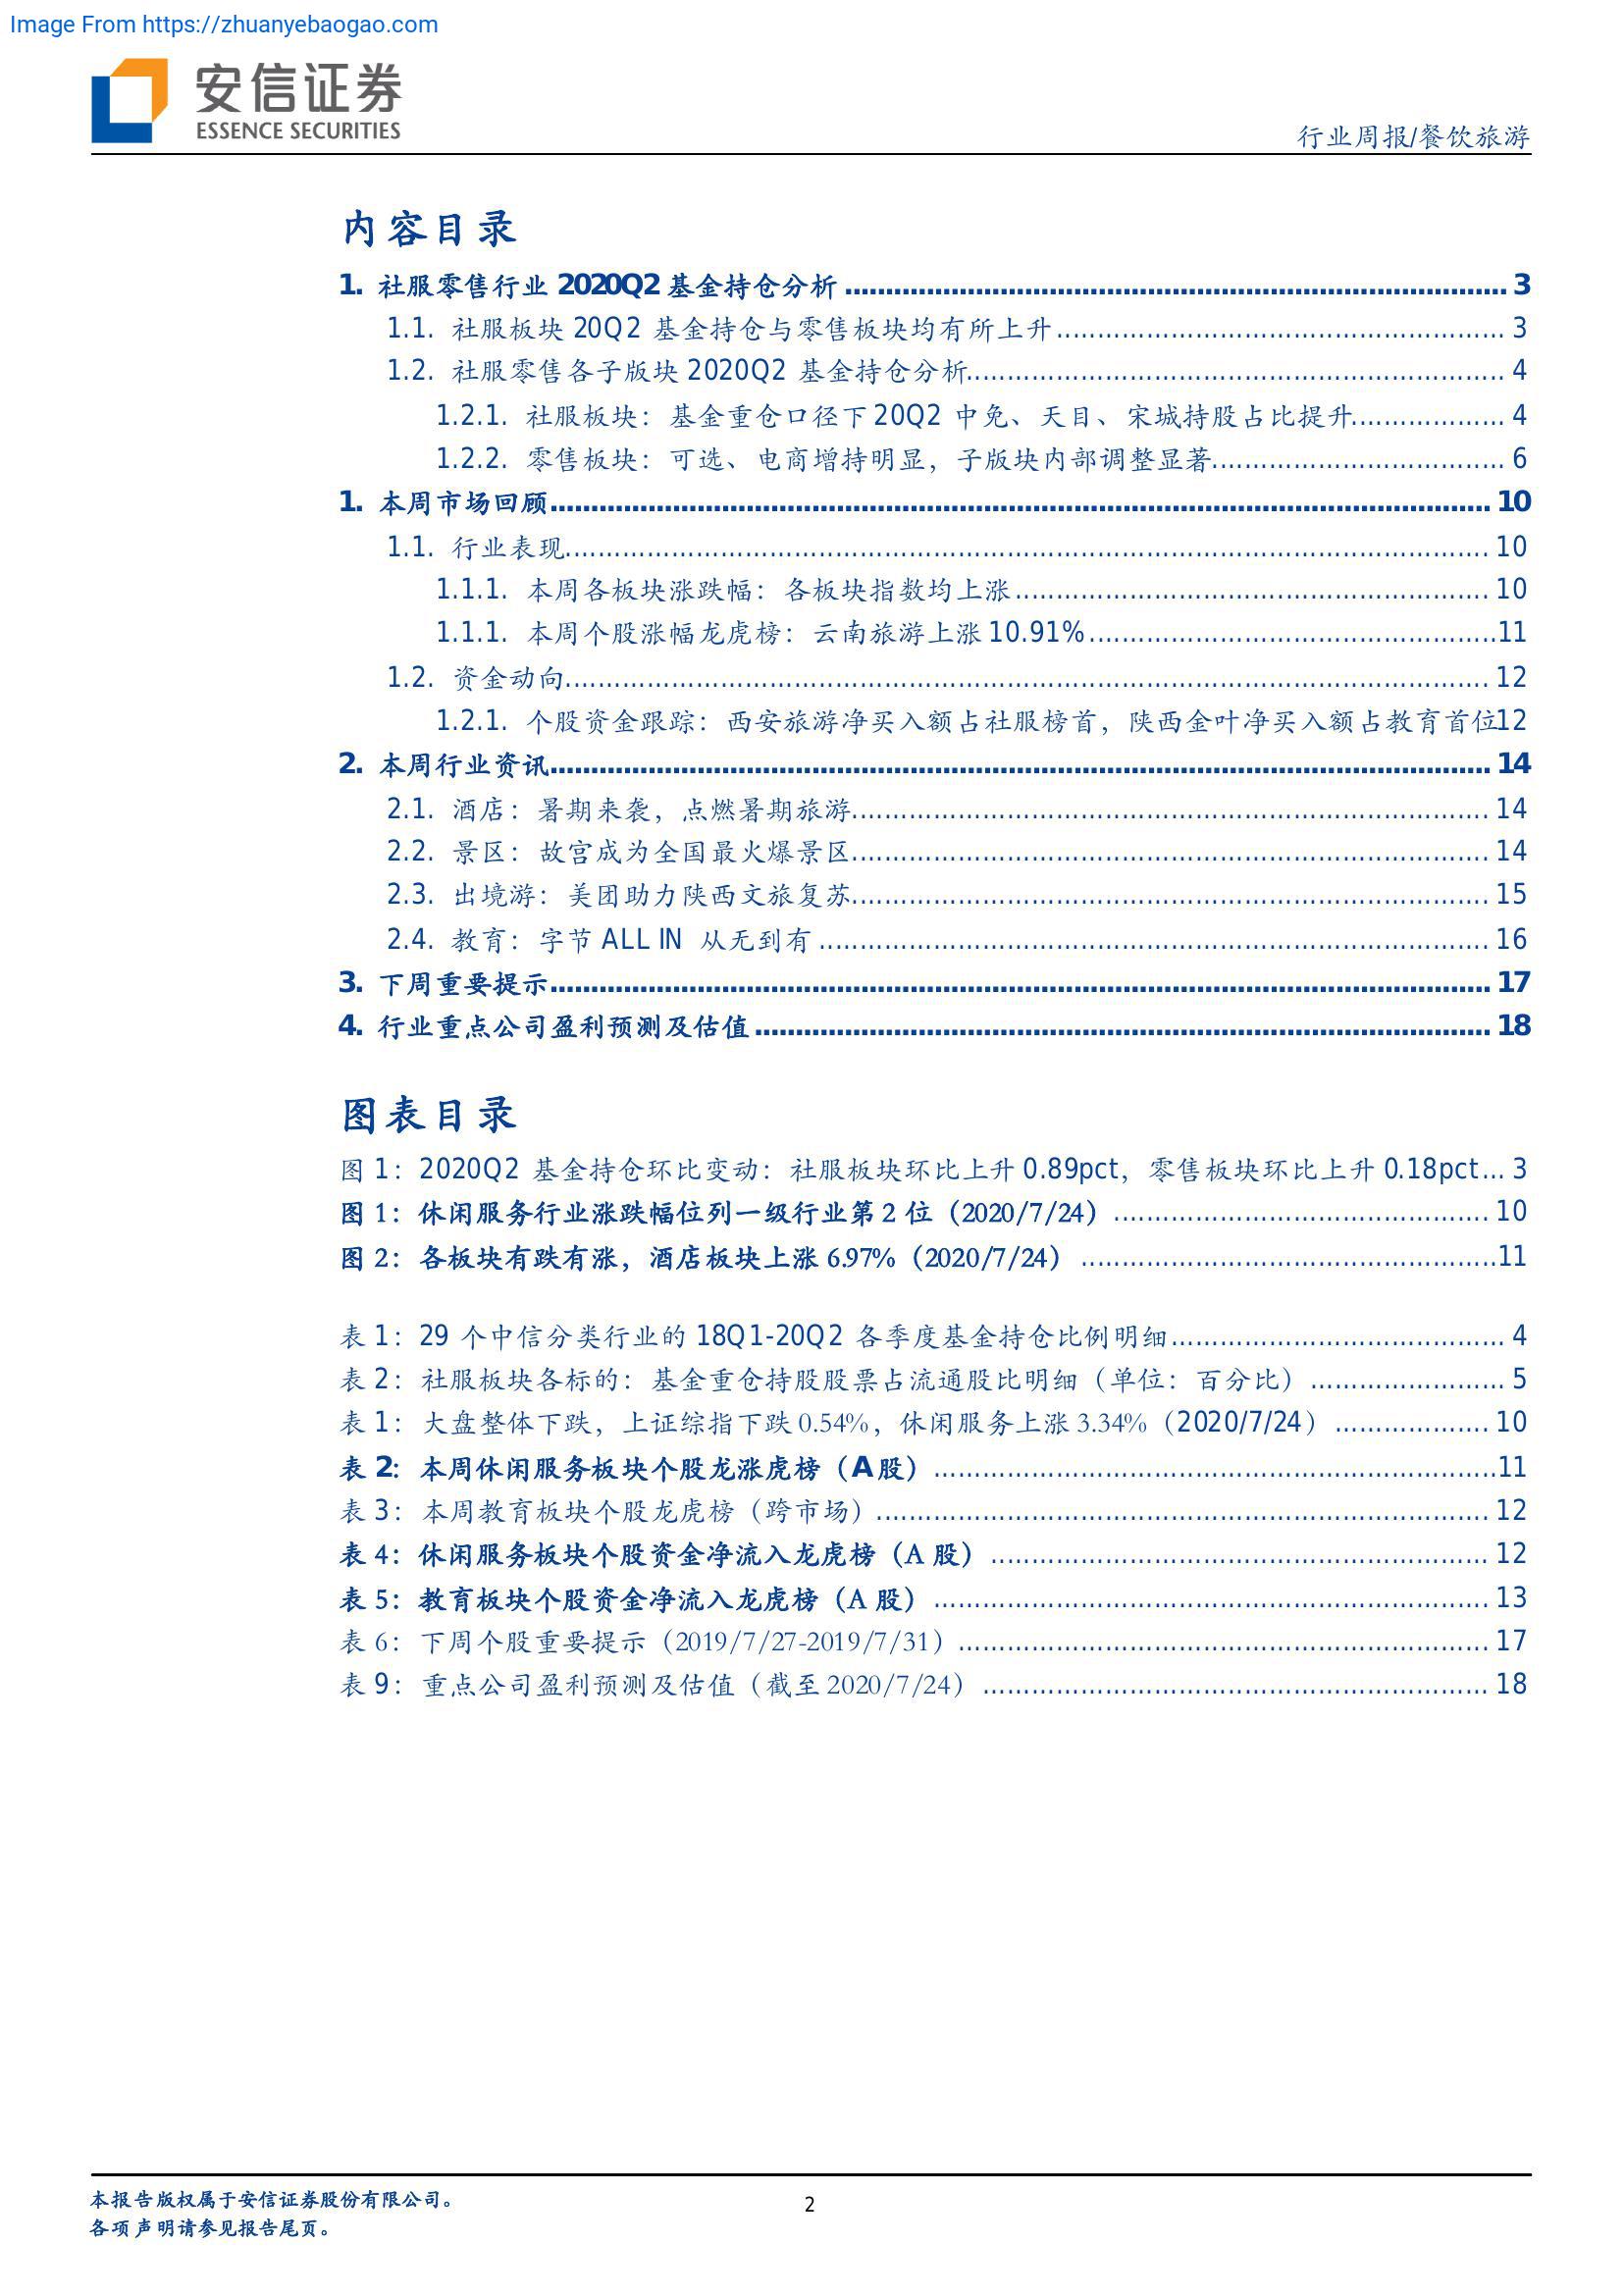 Image From https://zhuanyebaogao.com
安信证券
ESSENCE SECURITIES
行业周报/餐饮旅游
内容目录
1. 社服零售行业 2020Q2 基金持仓分析 ........................................ 3
1.1. 社服板块 20Q2 基金持仓与零售板块均有所上升 ........................................ 3
1.2. 社服零售各子版块 2020Q2 基金持仓分析 ........................................ 4
1.2.1. 社服板块：基金重仓口径下 20Q2 中免、天目、宋城持股占比提升 .................... 4
1.2.2. 零售板块：可选、电商增持明显，子版块内部调整显著 ........................................ 6
1. 本周市场回顾 ........................................ 10
1.1. 行业表现 ........................................ 10
1.1.1. 本周各板块涨跌幅：各板块指数均上涨 ........................................ 10
1.1.1. 本周个股涨幅龙虎榜：云南旅游上涨 10.91% ........................................ 11
1.2. 资金动向 ........................................ 12
1.2.1. 个股资金跟踪：西安旅游净买入额占社服榜首，陕西金叶净买入额占教育首位12
2. 本周行业资讯 ........................................ 14
2.1. 酒店：暑期来袭，点燃暑期旅游 ........................................ 14
2.2. 景区：故宫成为全国最火爆景区 ........................................ 14
2.3. 出境游：美团助力陕西文旅复苏 ........................................ 15
2.4. 教育：字节 ALL IN 从无到有 ........................................ 16
3. 下周重要提示 ........................................ 17
4. 行业重点公司盈利预测及估值 ........................................ 18
图表目录
图 1：2020Q2 基金持仓环比变动：社服板块环比上升 0.89pct，零售板块环比上升 0.18pct ... 3
图 1：休闲服务行业涨跌幅位列一级行业第 2 位（2020/7/24） ........................................ 10
图 2：各板块有跌有涨，酒店板块上涨 6.97%（2020/7/24） ........................................ 11
表 1：29 个中信分类行业的 18Q1-20Q2 各季度基金持仓比例明细 ........................................ 4
表 2：社服板块各标的：基金重仓持股股票占流通股比明细（单位：百分比） .................... 5
表 1：大盘整体下跌，上证综指下跌 0.54%，休闲服务上涨 3.34%（2020/7/24） .................... 10
表 2：本周休闲服务板块个股龙涨虎榜（A 股） ........................................ 11
表 3：本周教育板块个股龙虎榜（跨市场） ........................................ 12
表 4：休闲服务板块个股资金净流入龙虎榜（A 股） ........................................ 12
表 5：教育板块个股资金净流入龙虎榜（A 股） ........................................ 13
表 6：下周个股重要提示（2019/7/27-2019/7/31） ........................................ 17
表 9：重点公司盈利预测及估值（截至 2020/7/24） ........................................ 18
本报告版权属于安信证券股份有限公司。
2
各项声明请参见报告尾页。